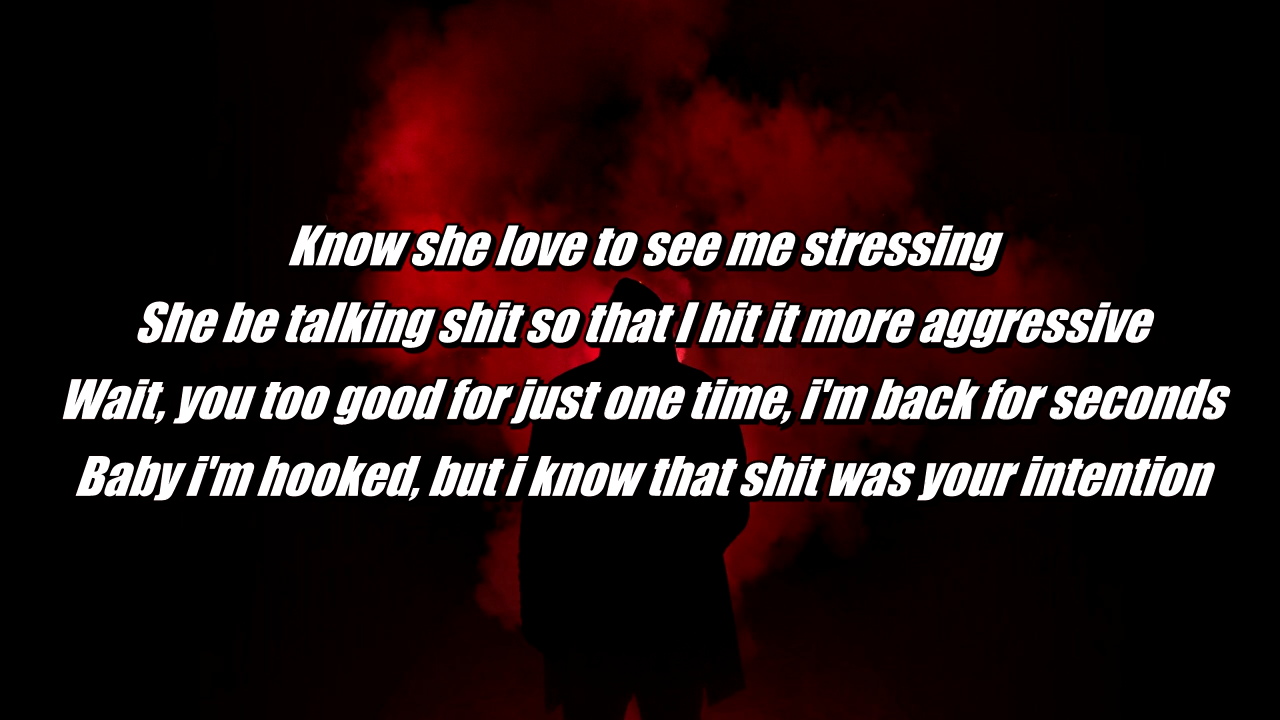 Know she love to see me stressing
She be talking shit so that I hit it more aggressive
Wait, you too good for just one time, i'm back for seconds
Baby i'm hooked, but i know that shit was your intention